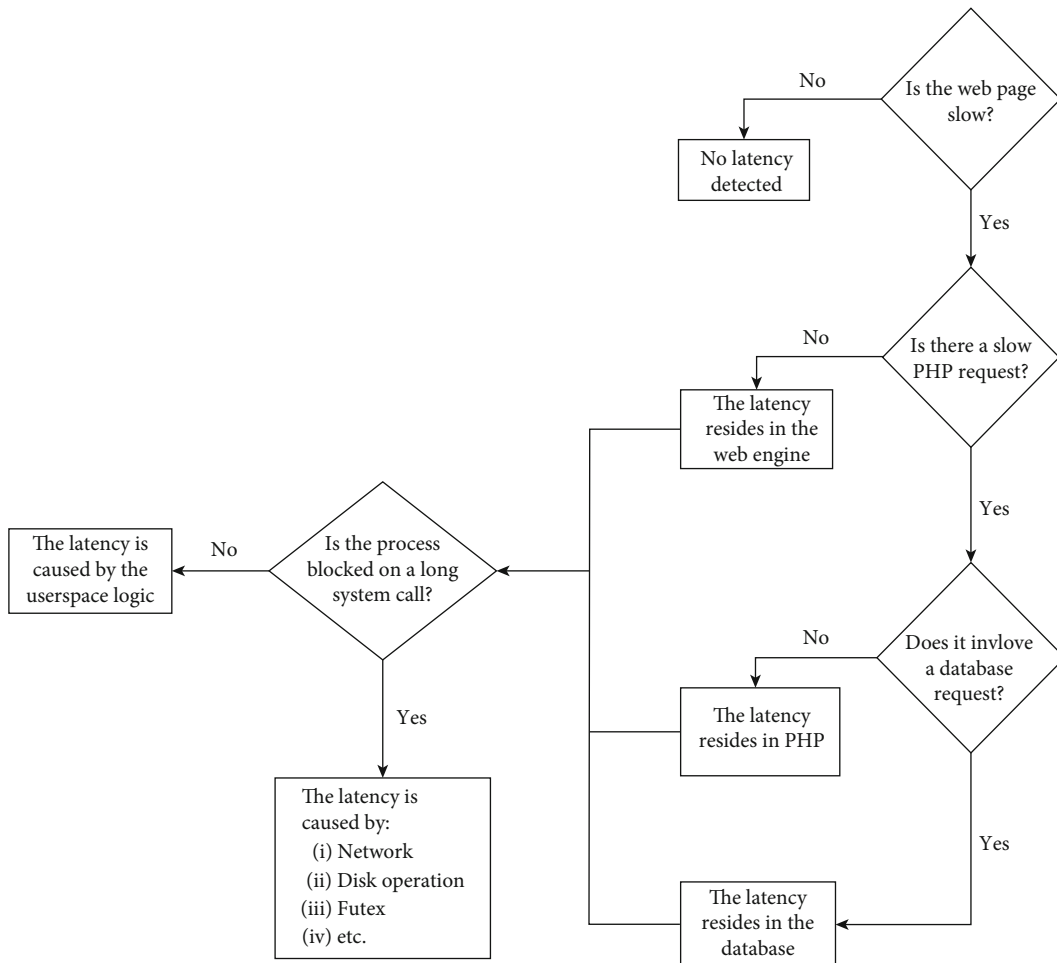 Is the web page
slow?
No
No latency
detected
Yes
Is there a slow
PHP request?
No
The latency
resides in the
web engine
Yes
Is the process
blocked on a long
system call?
No
The latency is
caused by the
userspace logic
Does it invlove
a database
request?
No
The latency
resides in PHP
Yes
The latency is
caused by:
(i) Network
(ii) Disk operation
(iii) Futex
(iv) etc.
Yes
The latency
resides in the
database